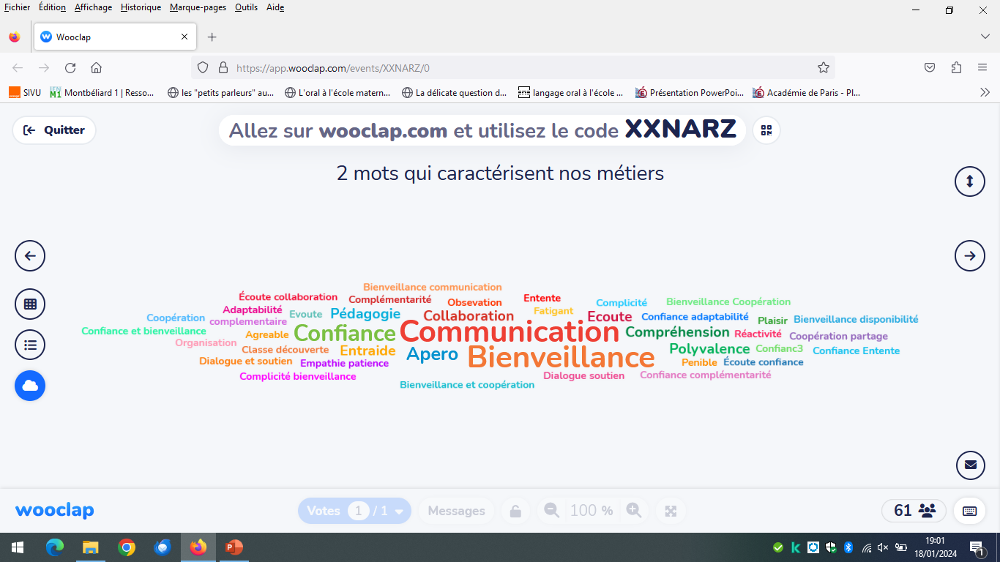 Fichier Édition Affichage Historique Marque-pages Outils Aide
Wooclap
https://app.wooclap.com/events/XXNARZ/0
SIVU
IEN M1 Montbéliard 1 | Resso...
les "petits parleurs" au...
L'oral à l'école matern...
La délicate question d...
langage oral à l'école ...
Présentation PowerPoi...
Académie de Paris - Pl...
Quitter
Allez sur wooclap.com et utilisez le code XXNARZ
2 mots qui caractérisent nos métiers
Bienveillance communication
Écoute collaboration
Complémentarité
Obsevation
Entente
Complicité
Bienveillance Coopération
Adaptabilité
Evoute
Pédagogie
Collaboration
Fatigant
Ecoute
Confiance adaptabilité
Plaisir
Bienveillance disponibilité
Coopération
complementaire
Confiance et bienveillance
Agreable
Confiance
Communication
Compréhension
Réactivité
Coopération partage
Organisation
Classe découverte
Entraide
Apero
Bienveillance
Polyvalence
Confianc3
Confiance Entente
Dialogue et soutien
Empathie patience
Penible
Écoute confiance
Complicité bienveillance
Bienveillance et coopération
Dialogue soutien
Confiance complémentarité
wooclap
Votes 1 / 1
Messages
100 %
61
19:01
18/01/2024
1